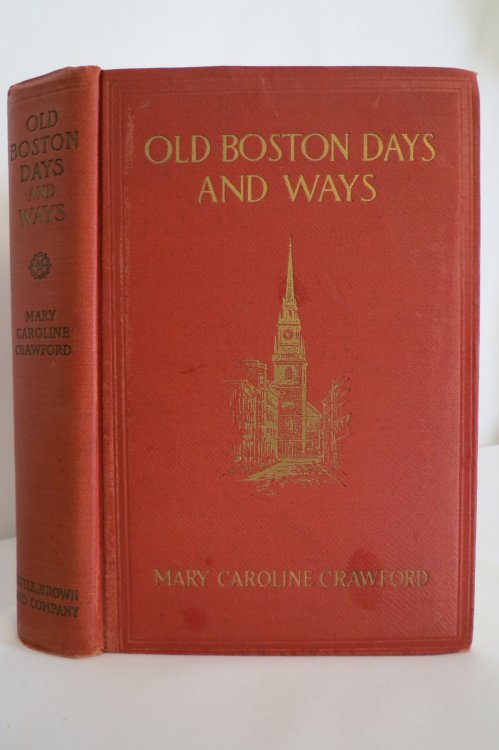 OLD
BOSTON
DAYS
AND
WAYS
MARY
CAROLINE
CRAWFORD
LITTLE, BROWN
AND COMPANY
OLD BOSTON DAYS
AND WAYS
MARY CAROLINE CRAWFORD